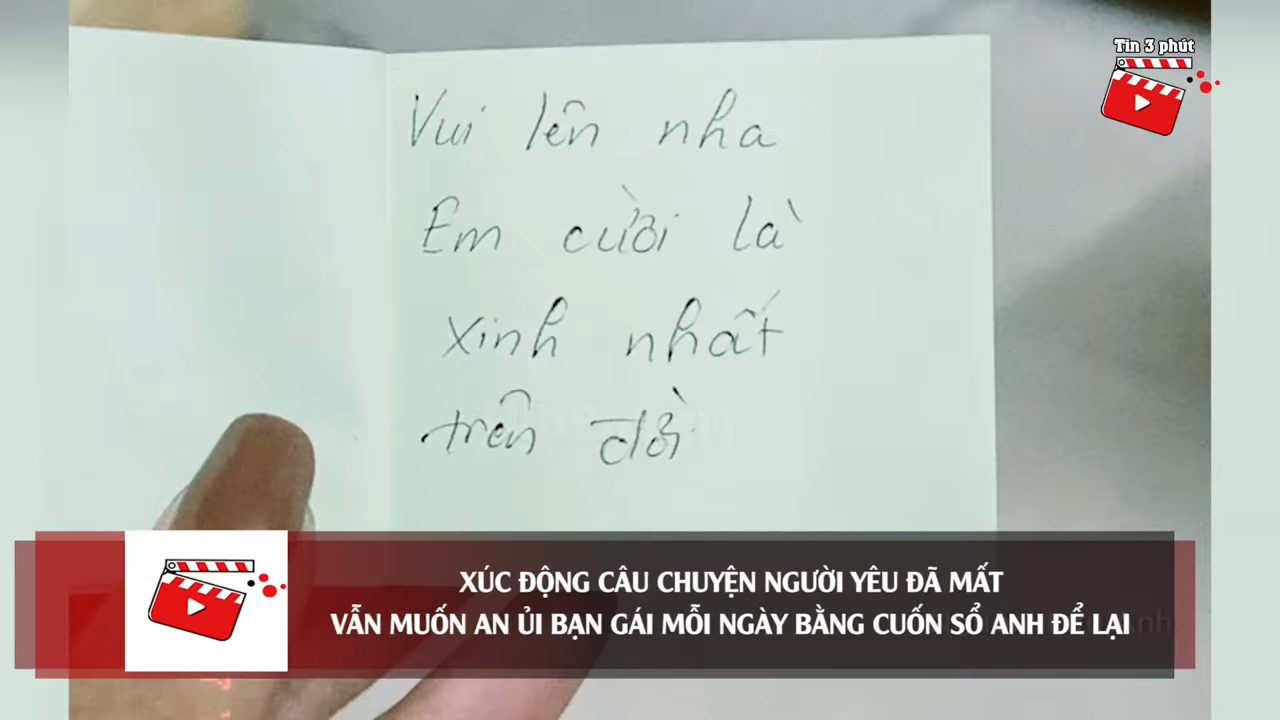 Tin 3 phút
Vui lên nha
Em cười là
xinh nhất
trên đời
XÚC ĐỘNG CÂU CHUYỆN NGƯỜI YÊU ĐÃ MẤT
VẪN MUỐN AN ỦI BẠN GÁI MỖI NGÀY BẰNG CUỐN SỔ ANH ĐỂ LẠI